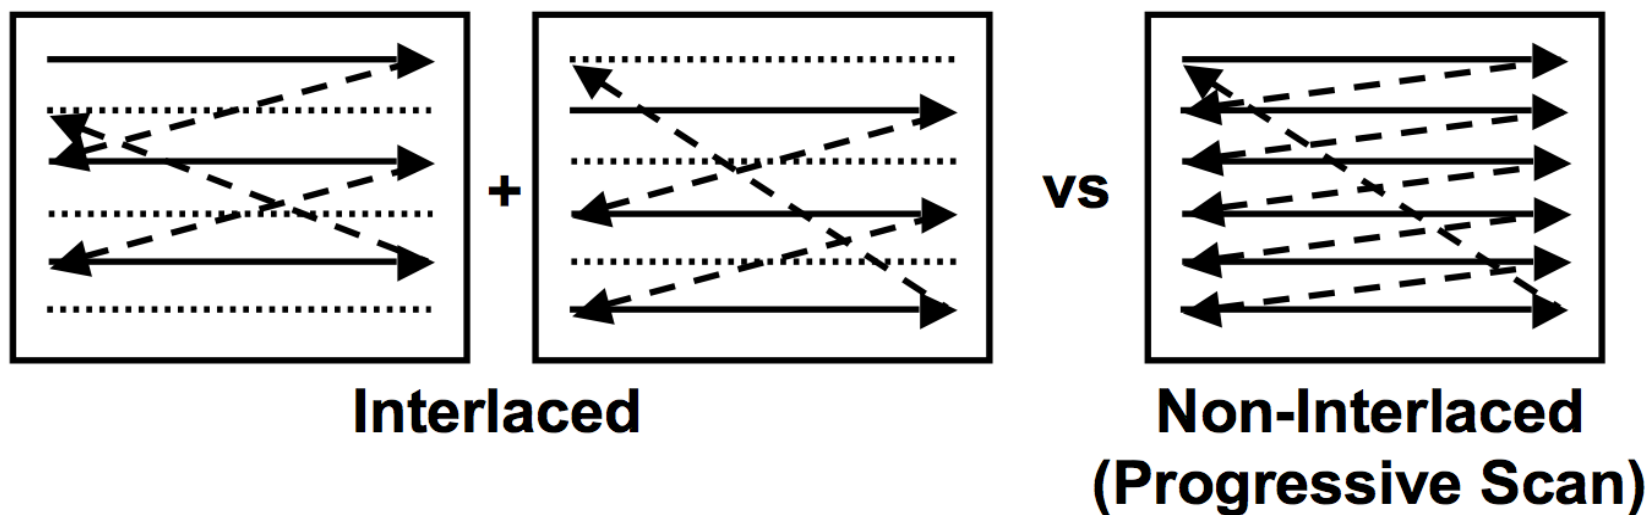 +
vs
Interlaced
Non-Interlaced
(Progressive Scan)